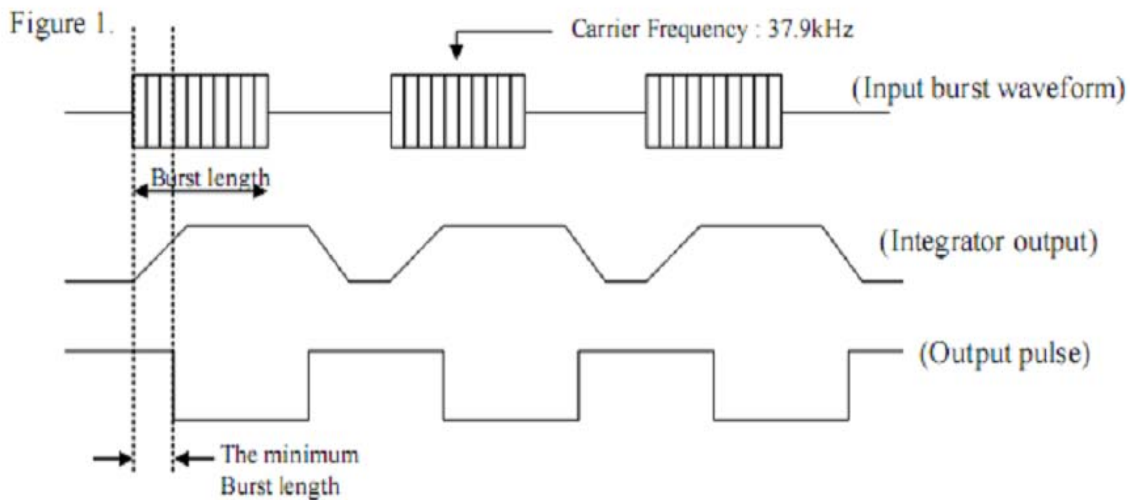 Figure 1.
Carrier Frequency : 37.9kHz
(Input burst waveform)
Burst length
(Integrator output)
(Output pulse)
The minimum
Burst length